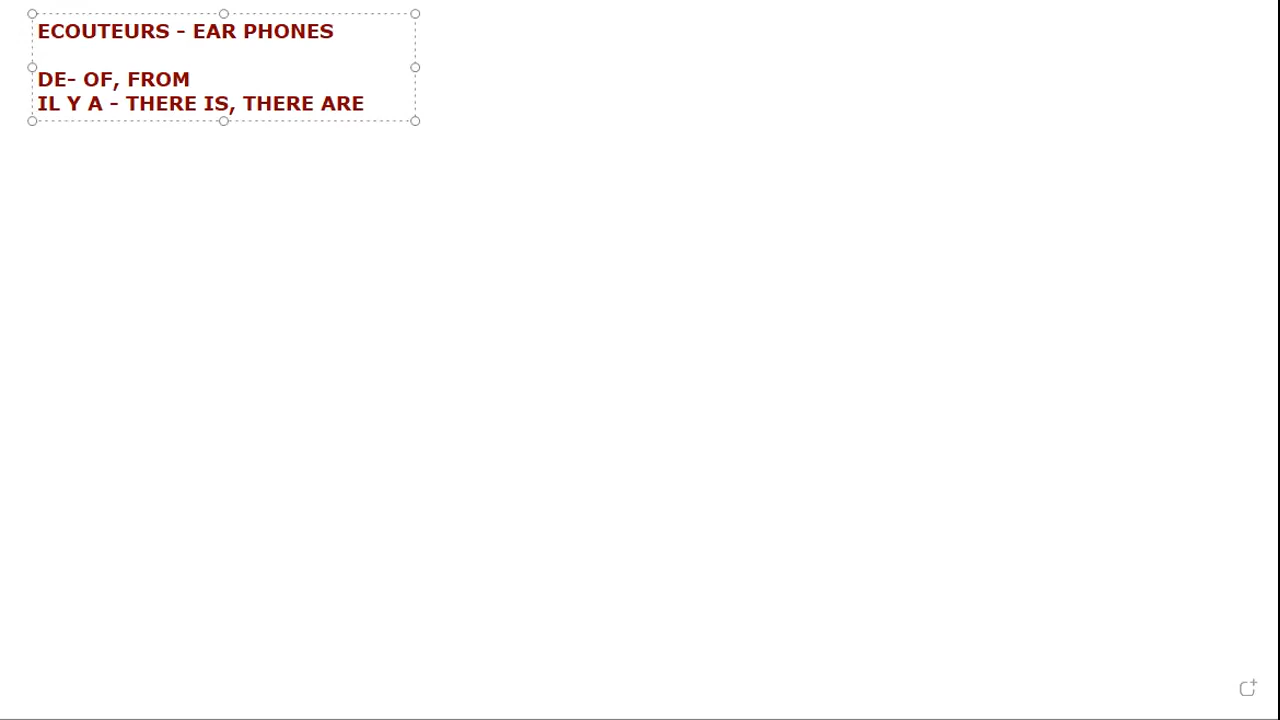 ECOUTEURS - EAR PHONES
DE- OF, FROM
IL Y A - THERE IS, THERE ARE